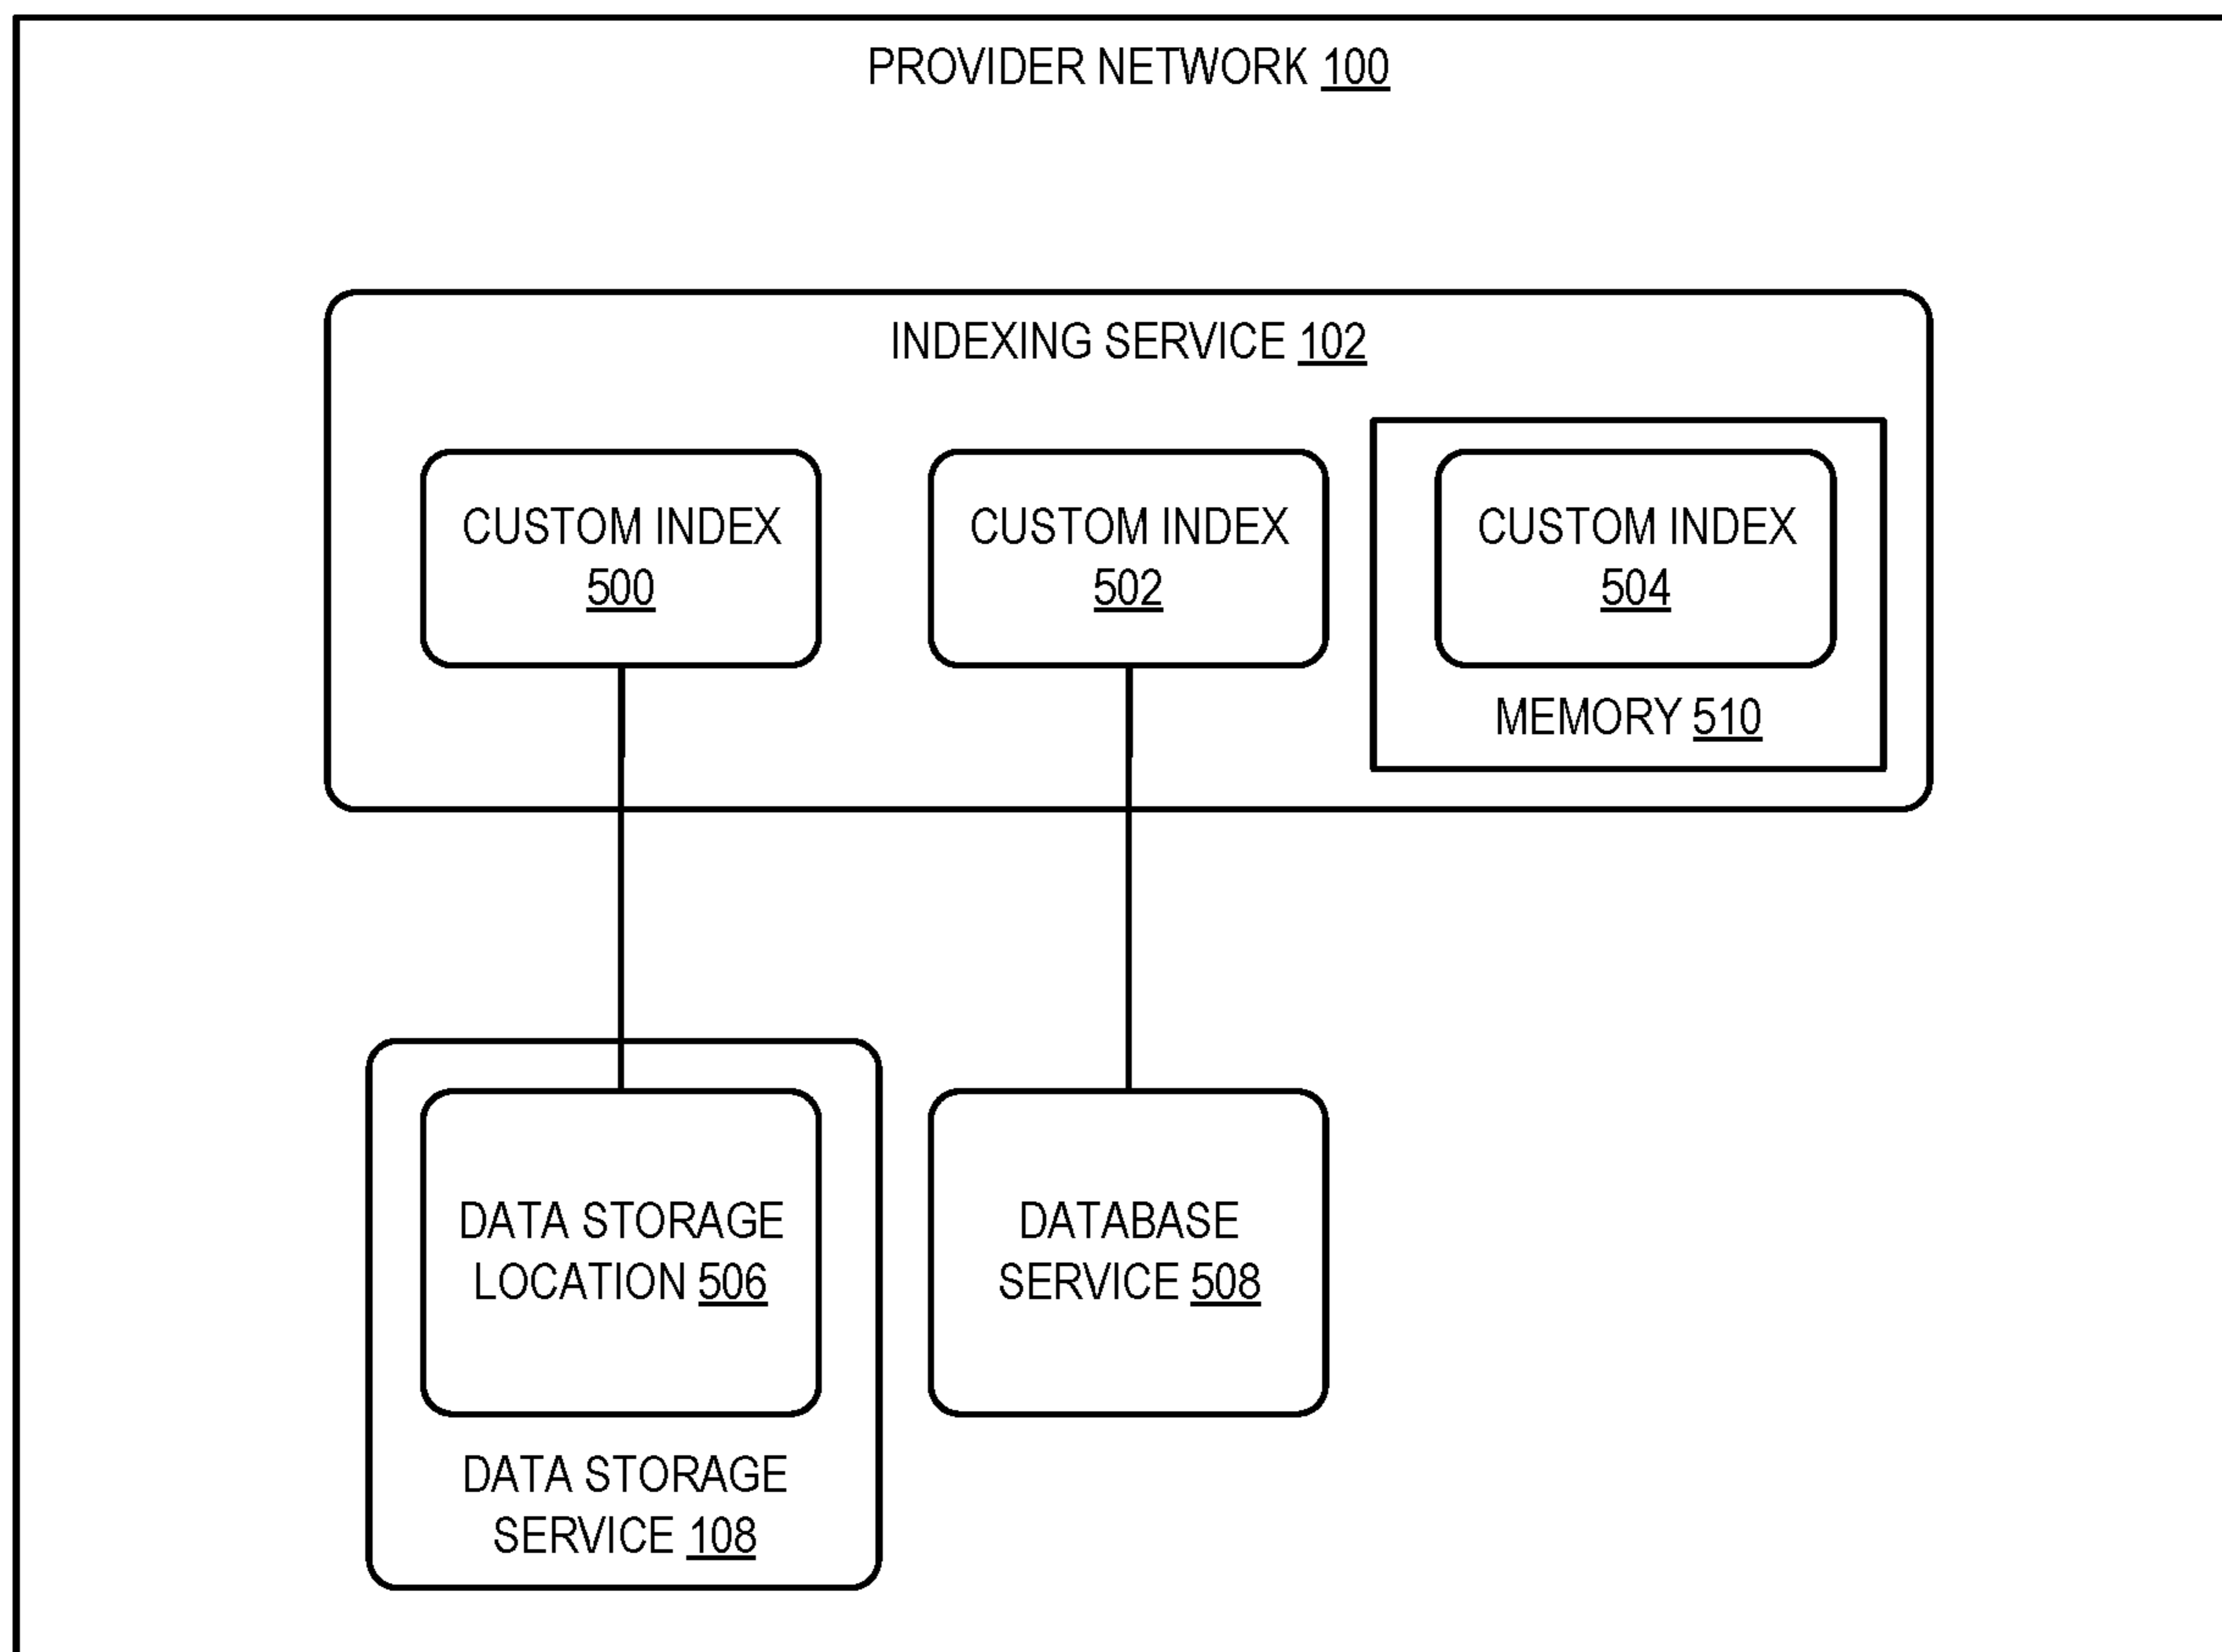 PROVIDER NETWORK 100
INDEXING SERVICE 102
CUSTOM INDEX
500
CUSTOM INDEX
502
CUSTOM INDEX
504
MEMORY 510
DATA STORAGE
LOCATION 506
DATABASE
SERVICE 508
DATA STORAGE
SERVICE 108